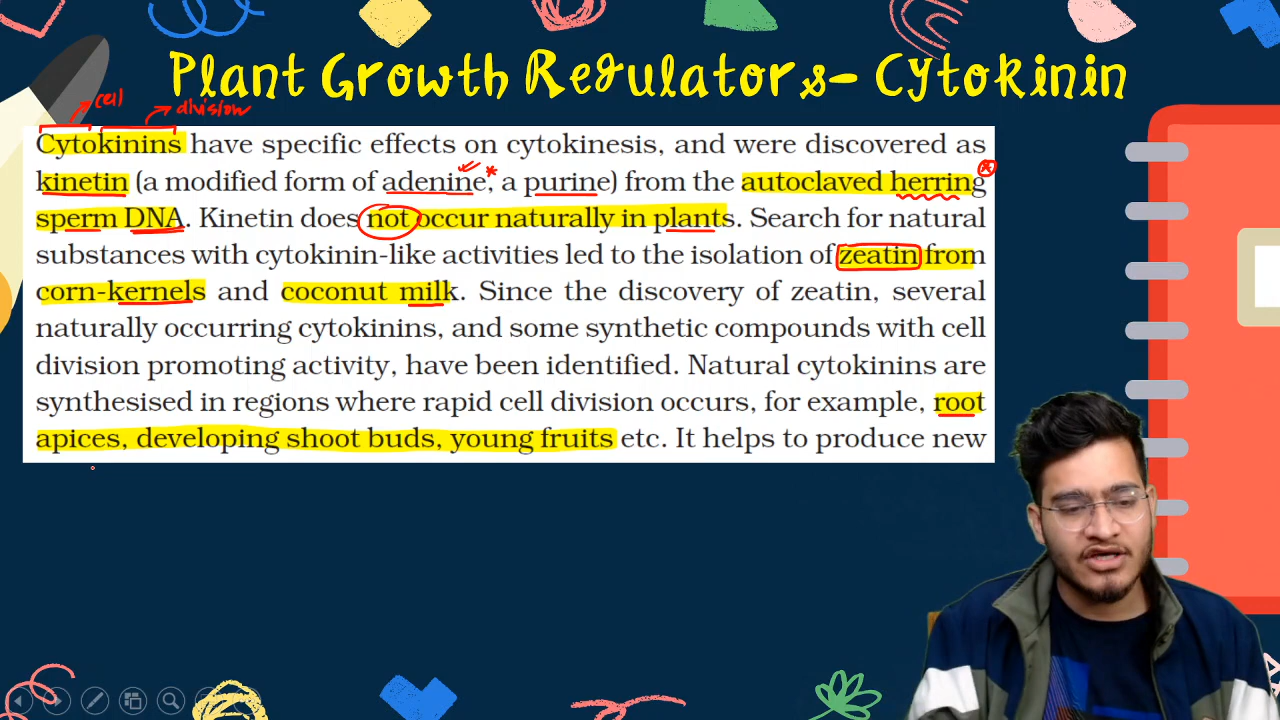 Plant Growth Regulators- Cytokinin
cell
division
Cytokinins have specific effects on cytokinesis, and were discovered as
kinetin (a modified form of adenine, a purine) from the autoclaved herring
sperm DNA. Kinetin does not occur naturally in plants. Search for natural
substances with cytokinin-like activities led to the isolation of zeatin from
corn-kernels and coconut milk. Since the discovery of zeatin, several
naturally occurring cytokinins, and some synthetic compounds with cell
division promoting activity, have been identified. Natural cytokinins are
synthesised in regions where rapid cell division occurs, for example, root
apices, developing shoot buds, young fruits etc. It helps to produce new